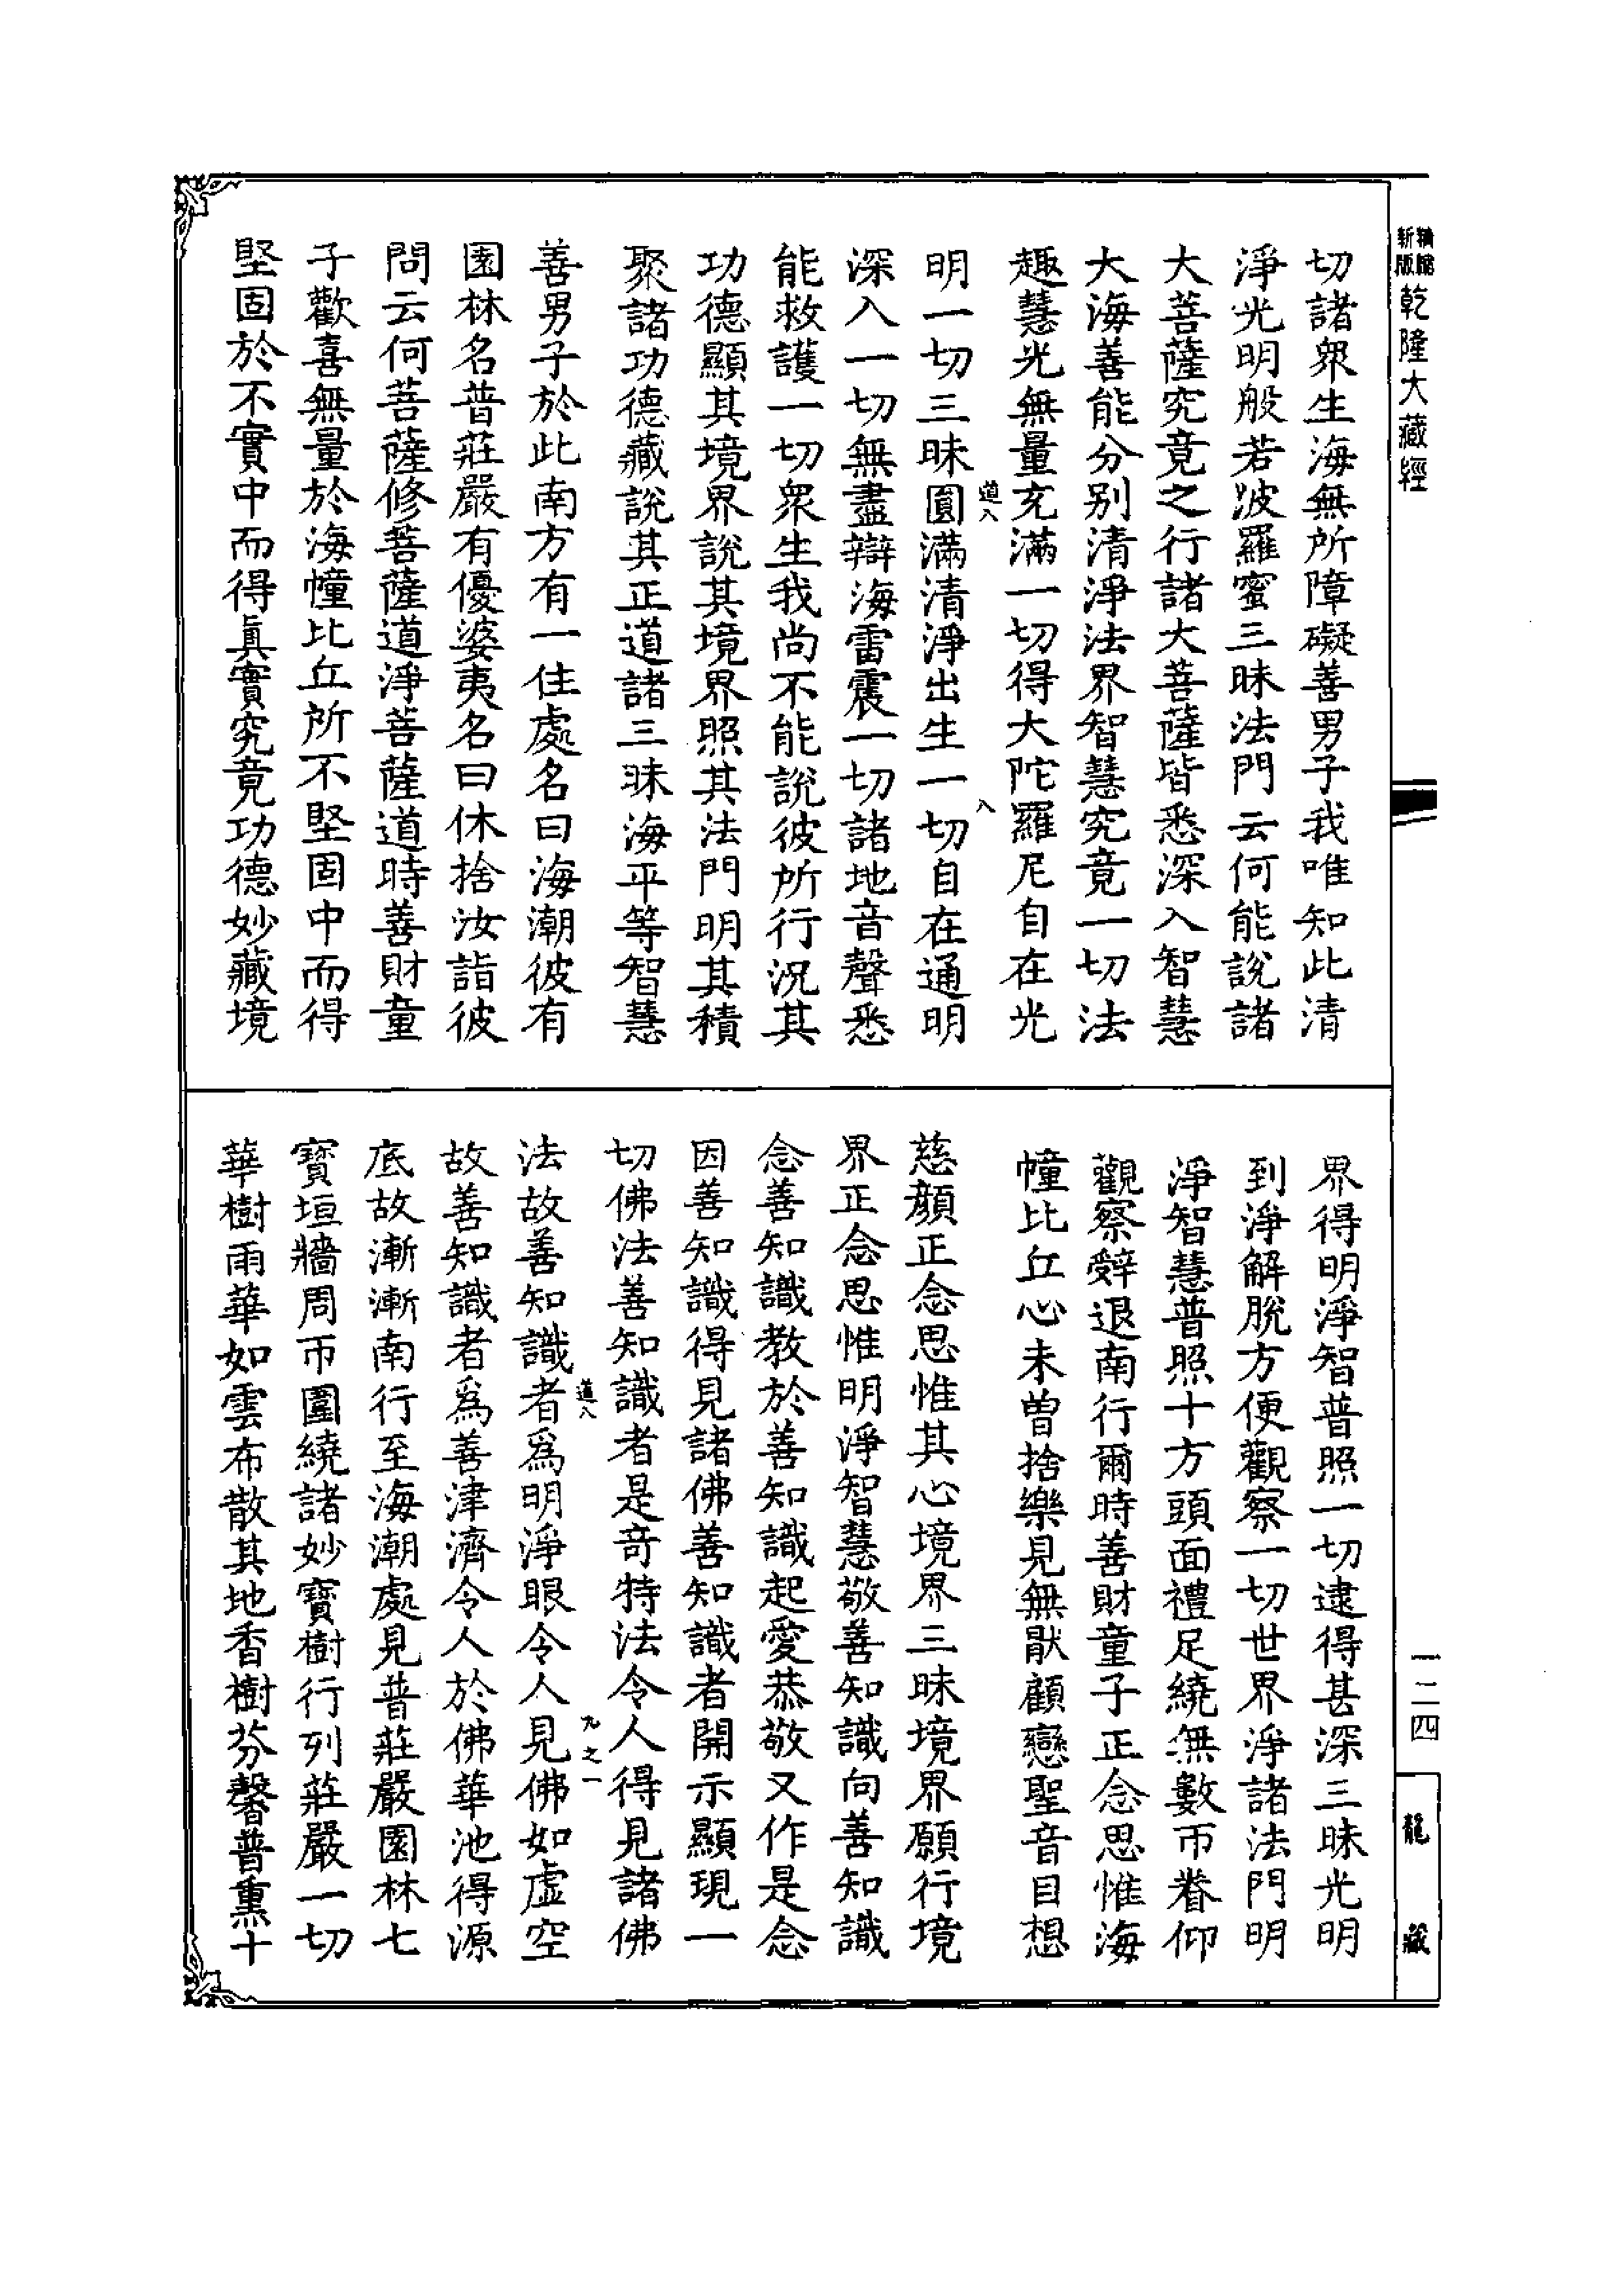 新版
精縮
乾隆大藏經
切諸衆生海無所障礙善男子我唯知此清
淨光明般若波羅蜜三昧法門云何能說諸
大菩薩究竟之行諸大菩薩皆悉深入智慧
大海善能分别清淨法界智慧究竟一切法
趣慧光無量充滿一切得大陀羅尼自在光
道八
八
明一切三昧圓滿清淨出生一切自在通明
深入一切無盡辯海雷震一切諸地音聲悉
能救護一切衆生我尚不能說彼所行況其
功德顯其境界說其境界照其法門明其積
聚諸功德藏說其正道諸三昧海平等智慧
善男子於此南方有一住處名曰海潮彼有
園林名普莊嚴有優婆夷名曰休捨汝詣彼
問云何菩薩修菩薩道淨菩薩道時善財童
子歡喜無量於海幢比丘所不堅固中而得
堅固於不實中而得眞實究竟功德妙藏境
界得明淨智普照一切逮得甚深三昧光明
到淨解脫方便觀察一切世界淨諸法門明
淨智慧普照十方頭面禮足繞無數帀眷仰
觀察辤退南行爾時善財童子正念思惟海
幢比丘心未曽捨樂見無猒顧戀聖音目想
慈顔正念思惟其心境界三昧境界願行境
界正念思惟明淨智慧敬善知識向善知識
念善知識教於善知識起愛恭敬又作是念
因善知識得見諸佛善知識者開示顯現一
切佛法善知識者是竒特法令人得見諸佛
道八
九之一
法故善知識者爲明淨眼令人見佛如虛空
故善知識者爲善津濟令人於佛華池得源
底故漸漸南行至海潮處見普莊嚴園林七
寳垣牆周帀圍繞諸妙寳樹行列莊嚴一切
華樹雨華如雲布散其地香樹芬馨普熏十
一二四
龍藏